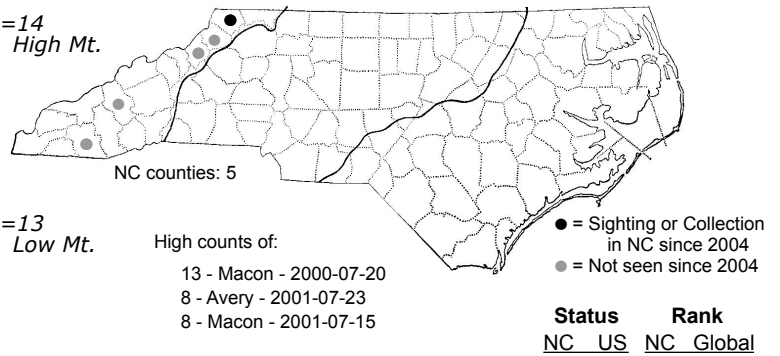 =14
High Mt.
NC counties: 5
=13
Low Mt.
High counts of:
13 - Macon - 2000-07-20
8 - Avery - 2001-07-23
8 - Macon - 2001-07-15
● = Sighting or Collection
in NC since 2004
● = Not seen since 2004
Status Rank
NC US NC Global